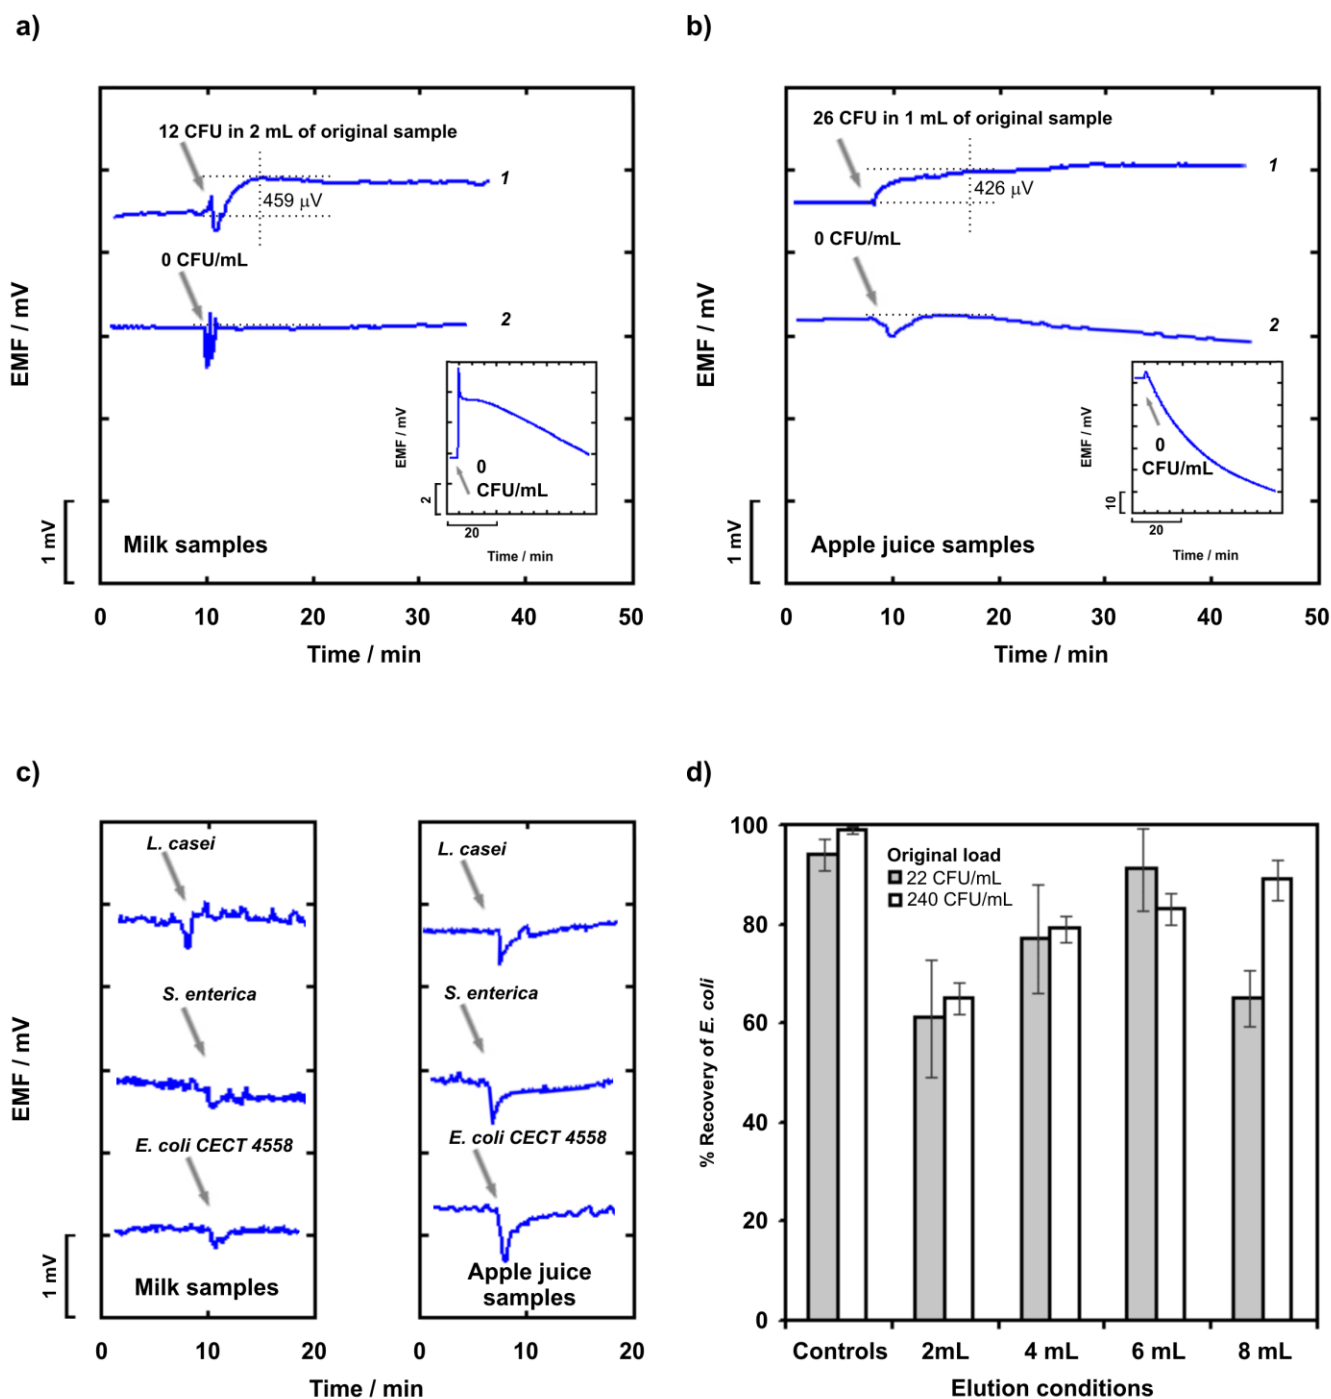 a)
12 CFU in 2 mL of original sample
1
459 μV
0 CFU/mL
2
EMF / mV
EMF / mV
0
CFU/mL
2
20
Time / min
1 mV
Milk samples
0 10 20 30 40 50
Time / min
b)
26 CFU in 1 mL of original sample
1
426 μV
0 CFU/mL
2
EMF / mV
EMF / mV
0
CFU/mL
10
20
Time / min
1 mV
Apple juice samples
0 10 20 30 40 50
Time / min
c)
L. casei
S. enterica
E. coli CECT 4558
EMF / mV
1 mV
Milk samples
0 10 20
L. casei
S. enterica
E. coli CECT 4558
Apple juice
samples
0 10 20
Time / min
d)
100
80
60
40
20
0
% Recovery of E. coli
Original load
22 CFU/mL
240 CFU/mL
Controls 2mL 4 mL 6 mL 8 mL
Elution conditions